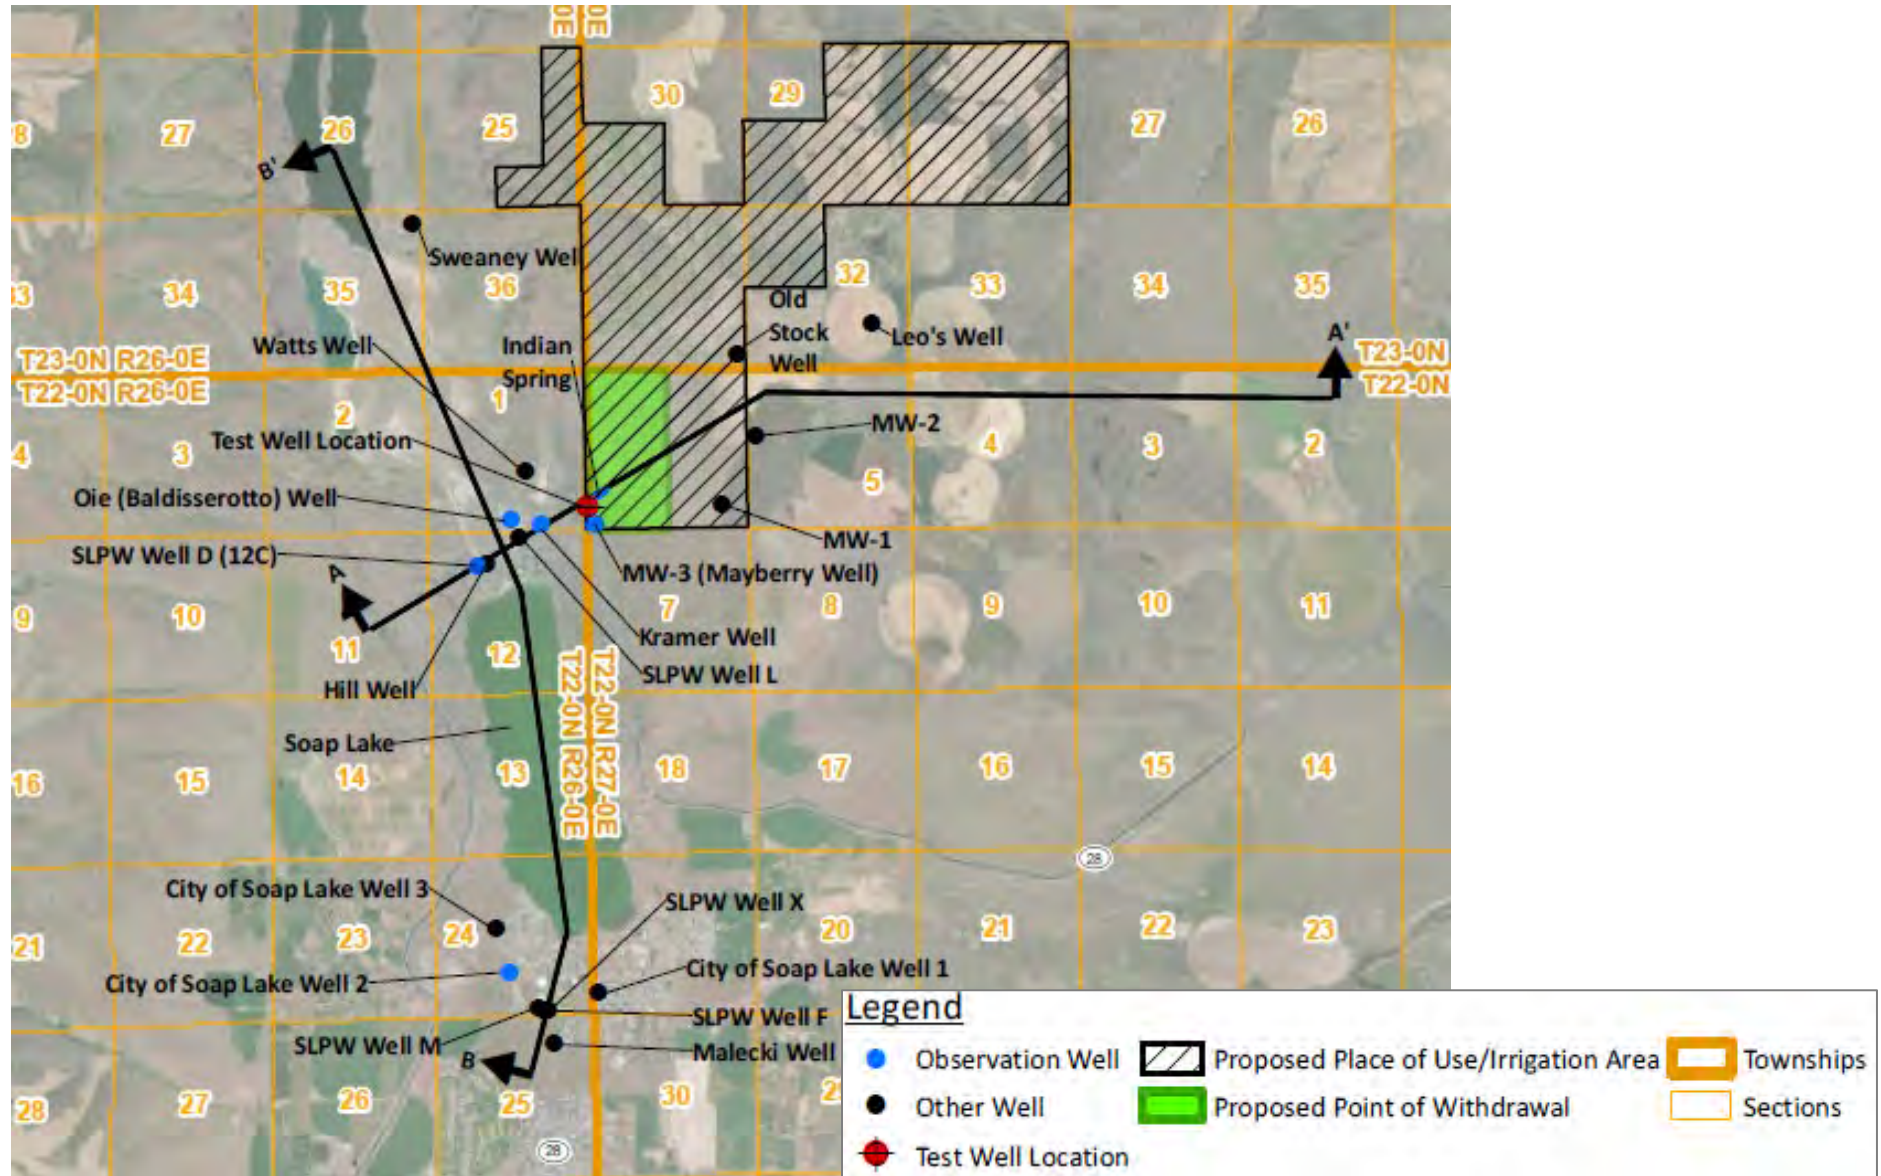 0E 0E
30 29
8 27 26 25 27 26
B'
Sweaney Wel
33 34 35 36 32 33 34 35
Old
Stock
Well
Leo's Well
Watts Well
Indian
Spring
A'
T23-0N R26-0E
T22-0N R26-0E
T23-0N
T22-0N
1
2
MW-2
Test Well Location
4 3 4 3 2
5
Oie (Baldisserotto) Well
SLPW Well D (12C)
MW-1
A
MW-3 (Mayberry Well)
9 10 7 8 9 10 11
11 12
Kramer Well
SLPW Well L
Hill Well
T22-0N R26-0E
T22-0N R27-0E
Soap Lake
16 15 14 13 18 17 16 15 14
28
City of Soap Lake Well 3
SLPW Well X
21 22 23 24 20 21 22 23
City of Soap Lake Well 2
City of Soap Lake Well 1
SLPW Well F
SLPW Well M
Malecki Well
B
28 27 26 25 30
28
Legend
Observation Well
Other Well
Test Well Location
Proposed Place of Use/Irrigation Area
Proposed Point of Withdrawal
Townships
Sections